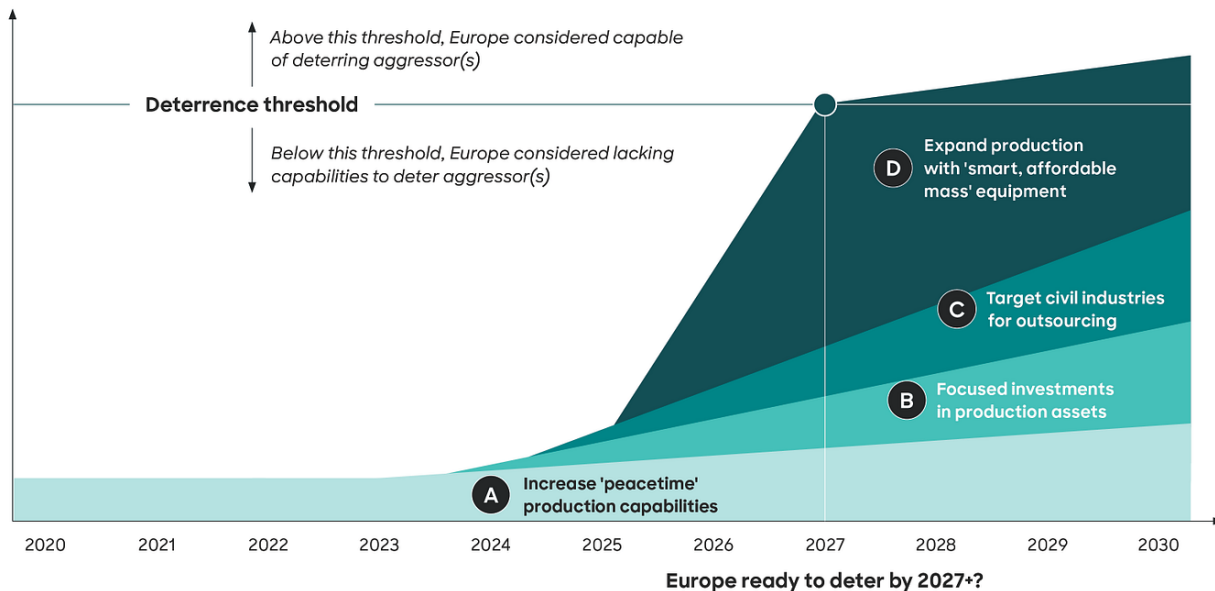 Above this threshold, Europe considered capable
of deterring aggressor(s)
Deterrence threshold
Below this threshold, Europe considered lacking
capabilities to deter aggressor(s)
D
Expand production
with 'smart, affordable
mass' equipment
C
Target civil industries
for outsourcing
B
Focused investments
in production assets
A
Increase 'peacetime'
production capabilities
2020 2021 2022 2023 2024 2025 2026 2027 2028 2029 2030
Europe ready to deter by 2027+?